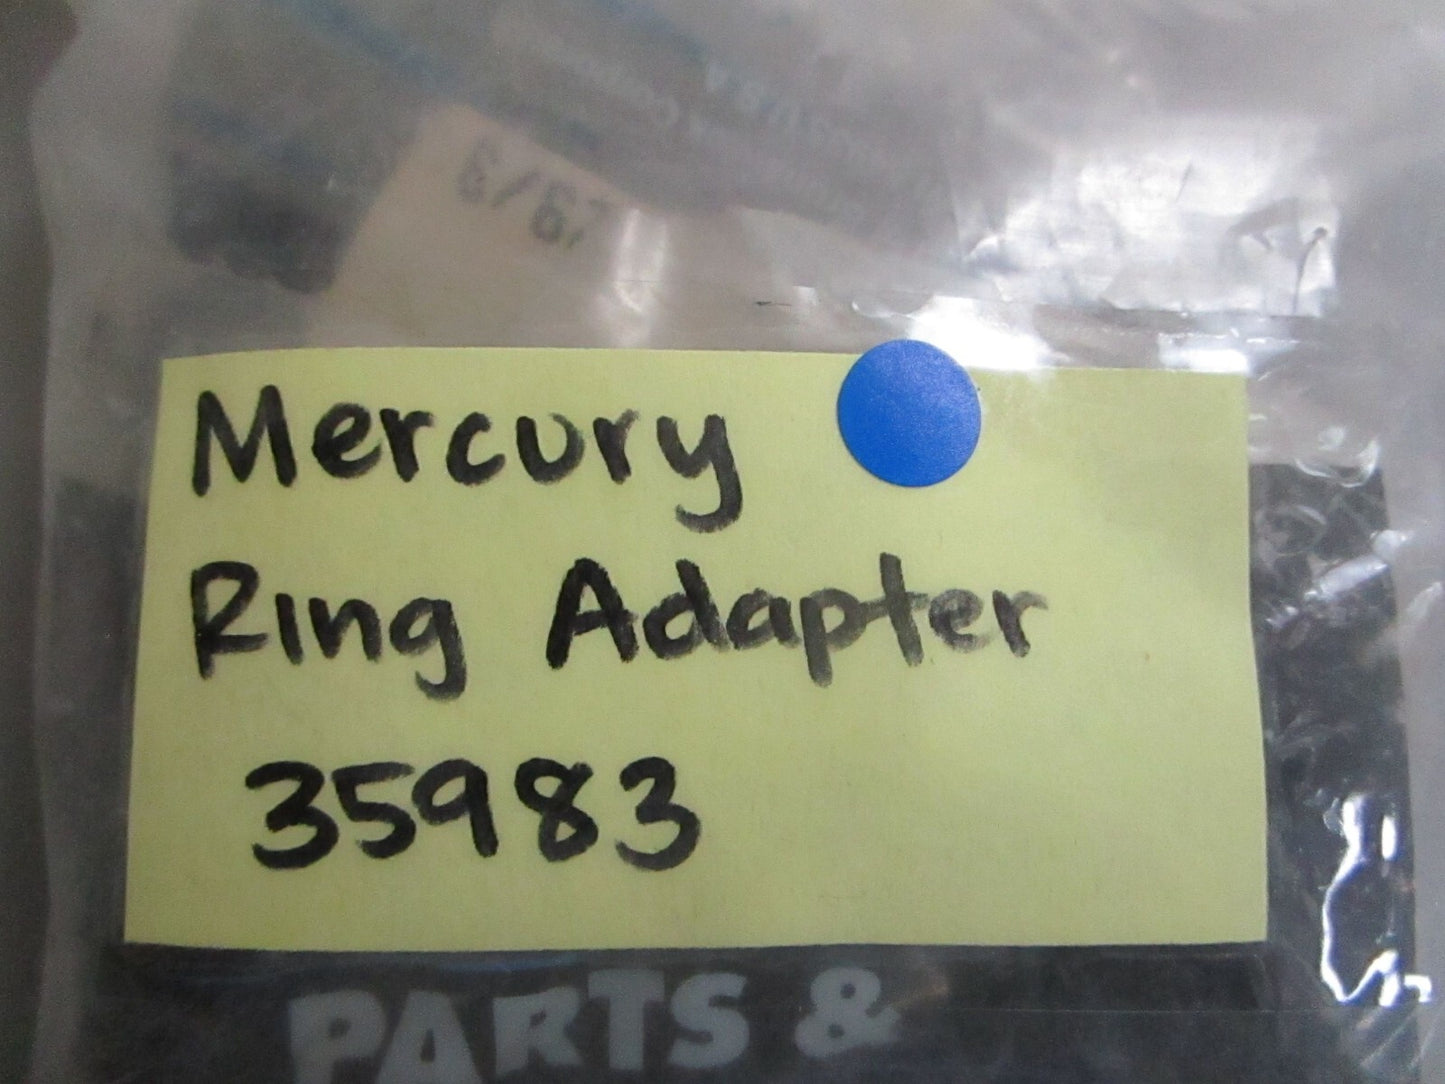 Mercury
Ring Adapter
35983
PARTS &